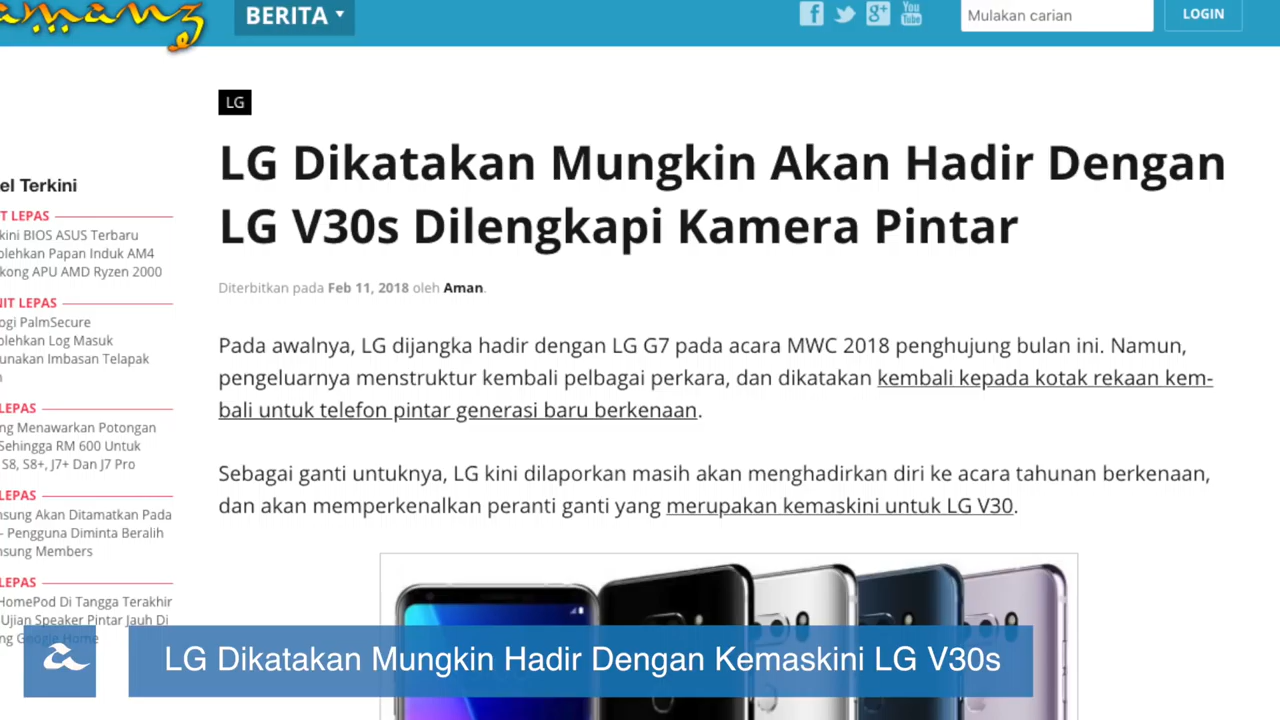 amanz
BERITA
Mulakan carian
LOGIN
LG
LG Dikatakan Mungkin Akan Hadir Dengan
LG V30s Dilengkapi Kamera Pintar
Diterbitkan pada Feb 11, 2018 oleh Aman.
Pada awalnya, LG dijangka hadir dengan LG G7 pada acara MWC 2018 penghujung bulan ini. Namun,
pengeluarnya menstruktur kembali pelbagai perkara, dan dikatakan kembali kepada kotak rekaan kem-
bali untuk telefon pintar generasi baru berkenaan.
Sebagai ganti untuknya, LG kini dilaporkan masih akan menghadirkan diri ke acara tahunan berkenaan,
dan akan memperkenalkan peranti ganti yang merupakan kemaskini untuk LG V30.
el Terkini
T LEPAS
kini BIOS ASUS Terbaru
olehkan Papan Induk AM4
kong APU AMD Ryzen 2000
NIT LEPAS
ogi PalmSecure
olehkan Log Masuk
unakan Imbasan Telapak
LEPAS
ng Menawarkan Potongan
Sehingga RM 600 Untuk
S8, S8+, J7+ Dan J7 Pro
LEPAS
nsung Akan Ditamatkan Pada
- Pengguna Diminta Beralih
nsung Members
LEPAS
HomePod Di Tangga Terakhir
Ujian Speaker Pintar Jauh Di
ng Google Home
LG Dikatakan Mungkin Hadir Dengan Kemaskini LG V30s